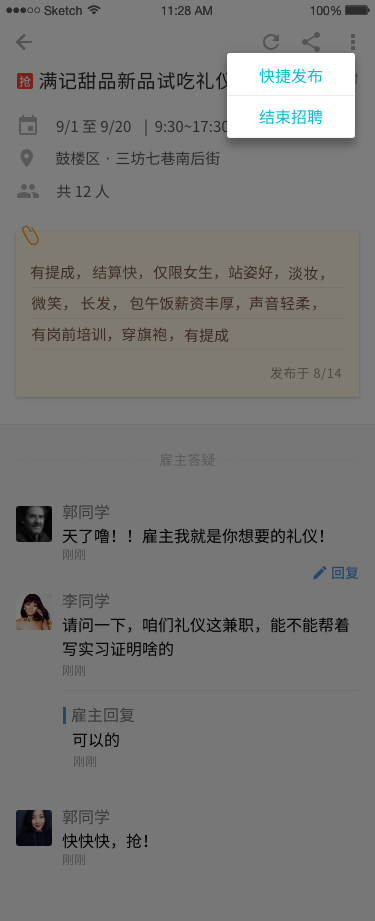 Sketch
11:28 AM
100%
快捷发布
结束招聘
抢 满记甜品新品试吃礼仪
9/1 至 9/20 | 9:30~17:30
鼓楼区 · 三坊七巷南后街
共 12 人
有提成， 结算快，仅限女生，站姿好，淡妆，
微笑， 长发， 包午饭薪资丰厚，声音轻柔，
有岗前培训，穿旗袍，有提成
发布于 8/14
雇主答疑
郭同学
天了噜！！雇主我就是你想要的礼仪！
刚刚
回复
李同学
请问一下，咱们礼仪这兼职，能不能帮着
写实习证明啥的
刚刚
雇主回复
可以的
刚刚
郭同学
快快快，抢！
刚刚